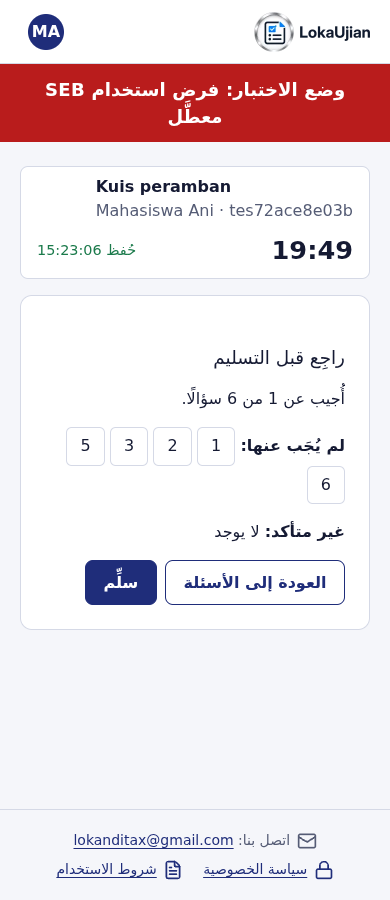 LokaUjian
MA
وضع الاختبار: فرض استخدام SEB
معطَّل
Kuis peramban
Mahasiswa Ani · tes72ace8e03b
19:49
حُفظ 15:23:06
راجِع قبل التسليم
أُجيب عن 1 من 6 سؤالًا.
لم يُجَب عنها: 1 2 3 5
6
غير متأكد: لا يوجد
العودة إلى الأسئلة سلِّم
اتصل بنا: lokanditax@gmail.com
سياسة الخصوصية شروط الاستخدام